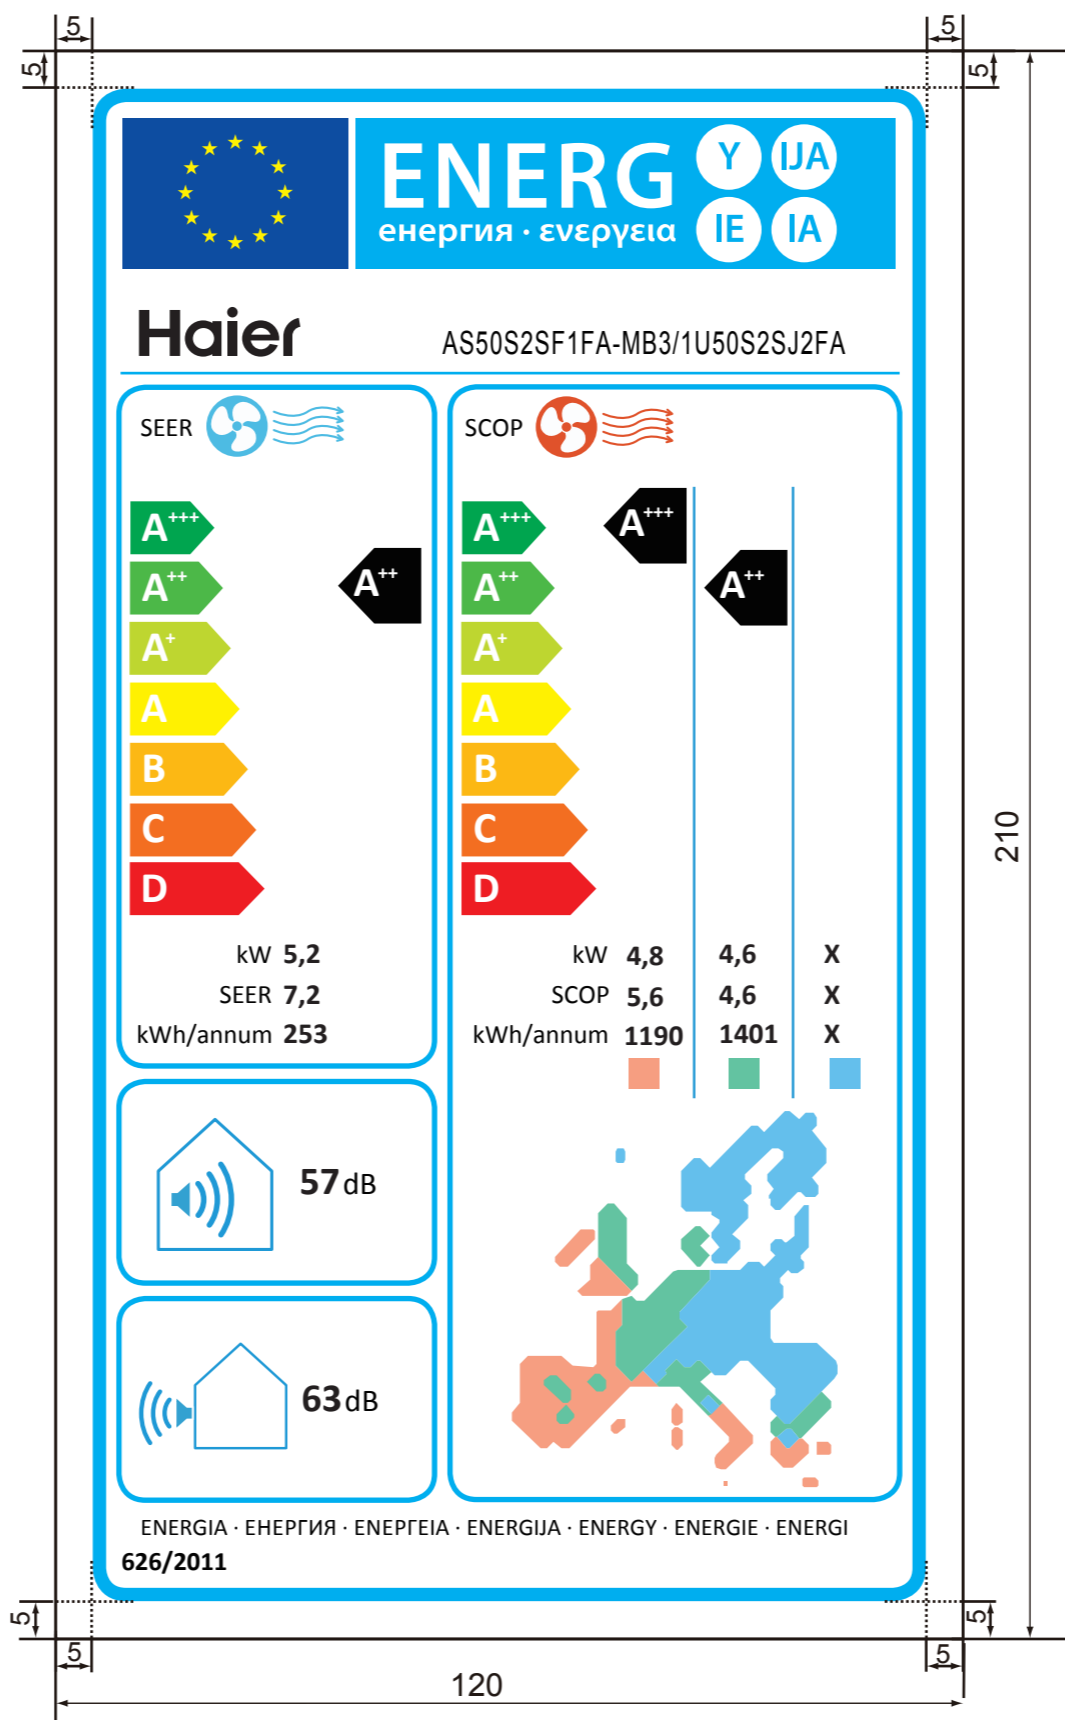 5
5
5
5
ENERG
Y
IJA
енергия · ενεργεια
IE
IA
Haier
AS50S2SF1FA-MB3/1U50S2SJ2FA
SEER
A+++
A++
A+
A
B
C
D
A++
kW 5,2
SEER 7,2
kWh/annum 253
SCOP
A+++
A++
A+
A
B
C
D
A+++
A++
kW 4,8 4,6 X
SCOP 5,6 4,6 X
kWh/annum 1190 1401 X
57 dB
63 dB
210
ENERGIA · ЕНЕРГИЯ · ΕΝΕΡΓΕΙΑ · ENERGIJA · ENERGY · ENERGIE · ENERGI
626/2011
5
5
5
5
120